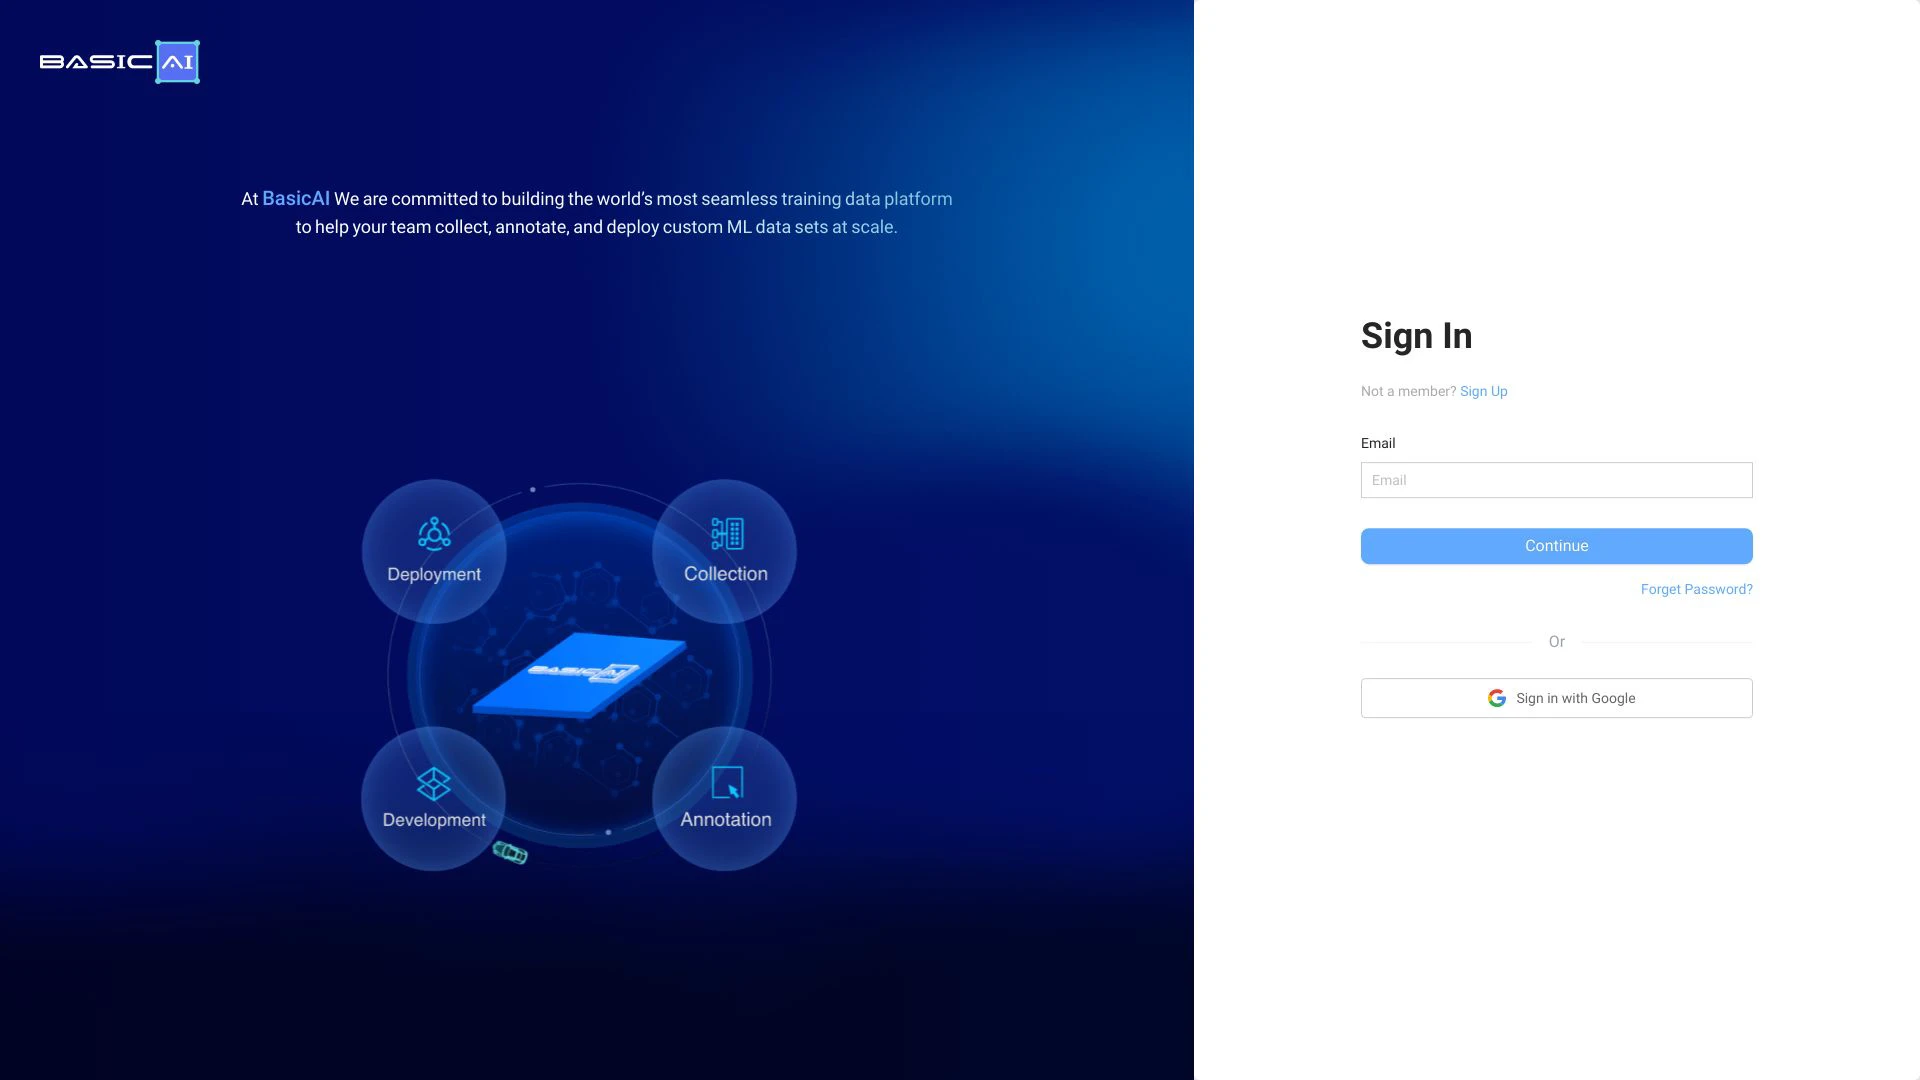 BASIC AI
At BasicAI We are committed to building the world’s most seamless training data platform
to help your team collect, annotate, and deploy custom ML data sets at scale.
Deployment
Collection
BASIC AI
Development
Annotation
Sign In
Not a member? Sign Up
Email
Email
Continue
Forget Password?
Or
Sign in with Google